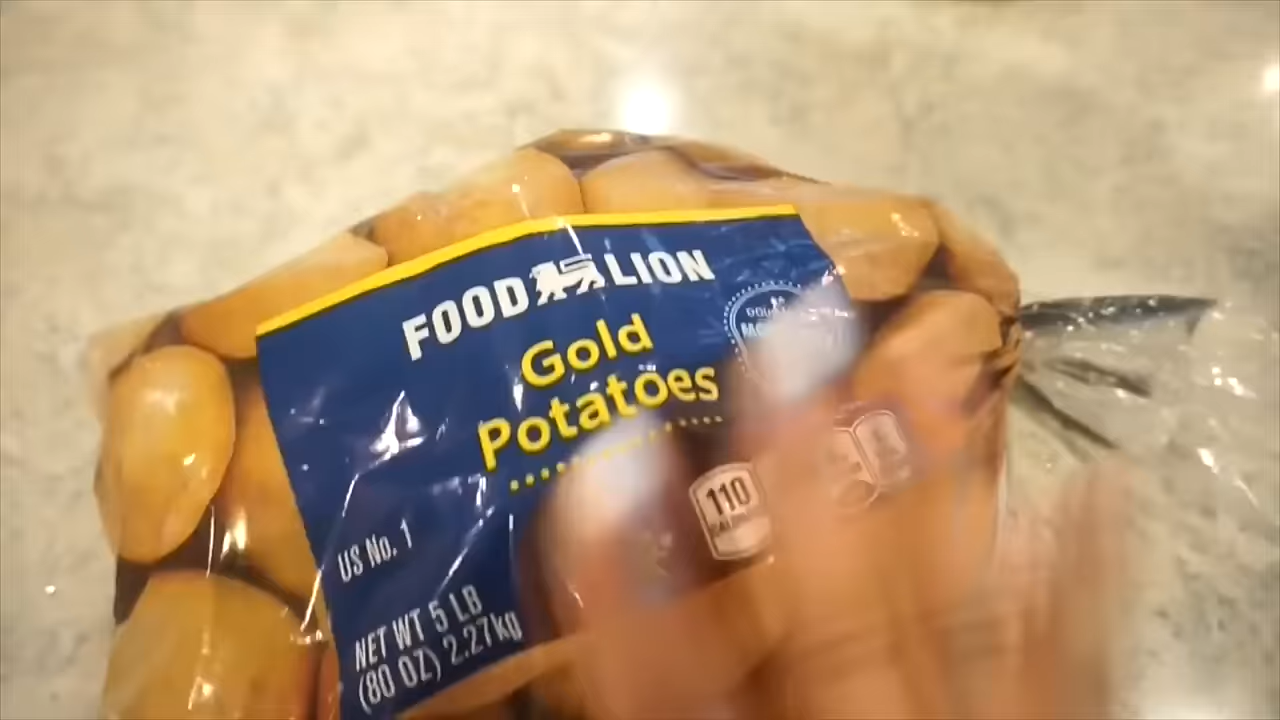 FOOD LION
Gold
Potatoes
110
US No. 1
NET WT 5 LB
(80 OZ) 2.27kg